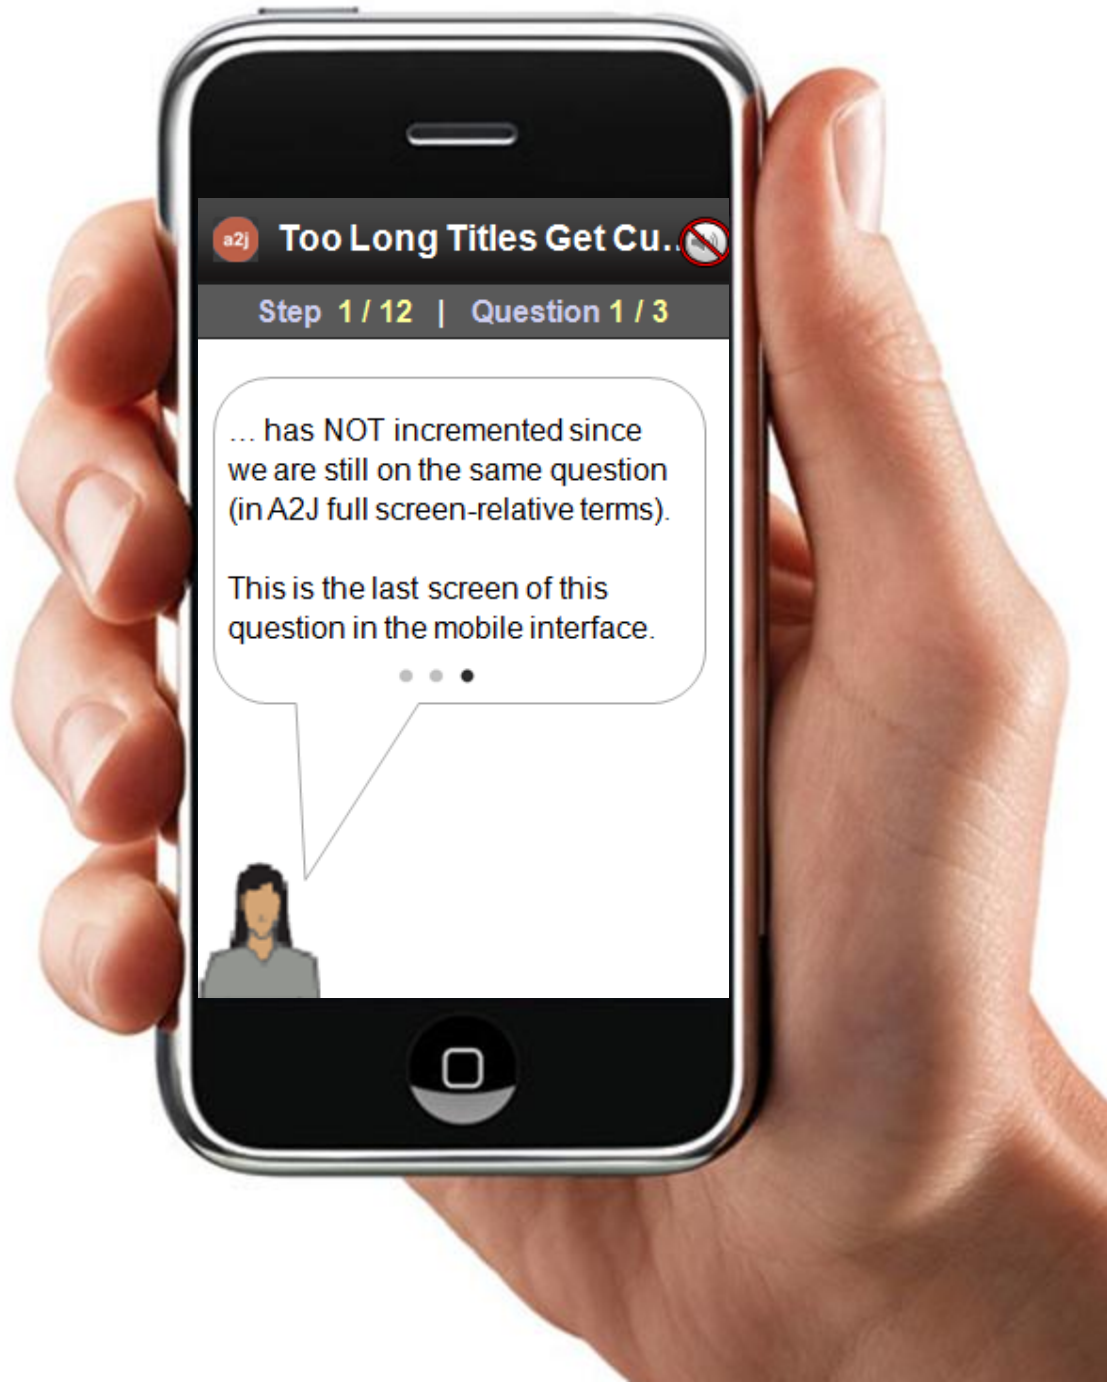 a2j Too Long Titles Get Cu..
Step 1 / 12 | Question 1 / 3
... has NOT incremented since
we are still on the same question
(in A2J full screen-relative terms).
This is the last screen of this
question in the mobile interface.